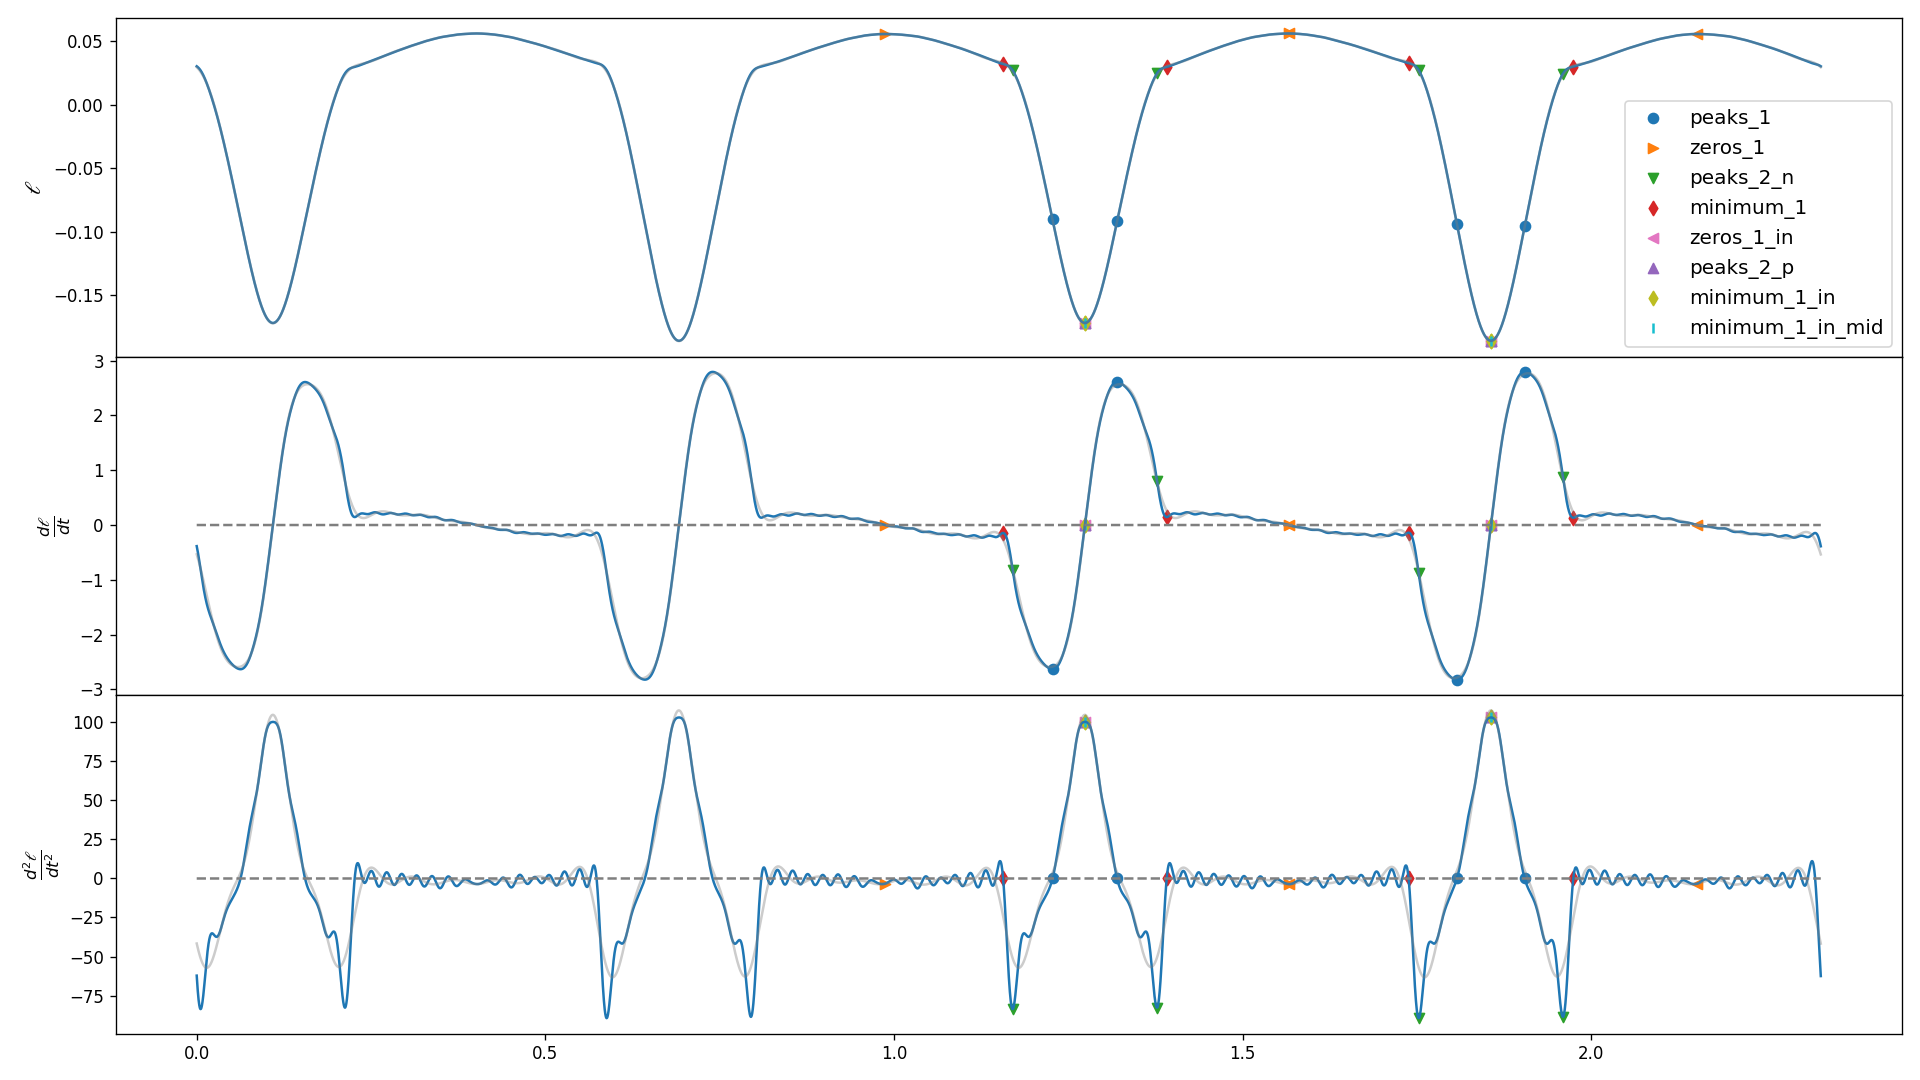 0.05
0.00
−0.05
−0.10
−0.15
ℓ
peaks_1
zeros_1
peaks_2_n
minimum_1
zeros_1_in
peaks_2_p
minimum_1_in
minimum_1_in_mid
3
2
1
0
−1
−2
−3
dℓ/dt
100
75
50
25
0
−25
−50
−75
d²ℓ/dt²
0.0 0.5 1.0 1.5 2.0